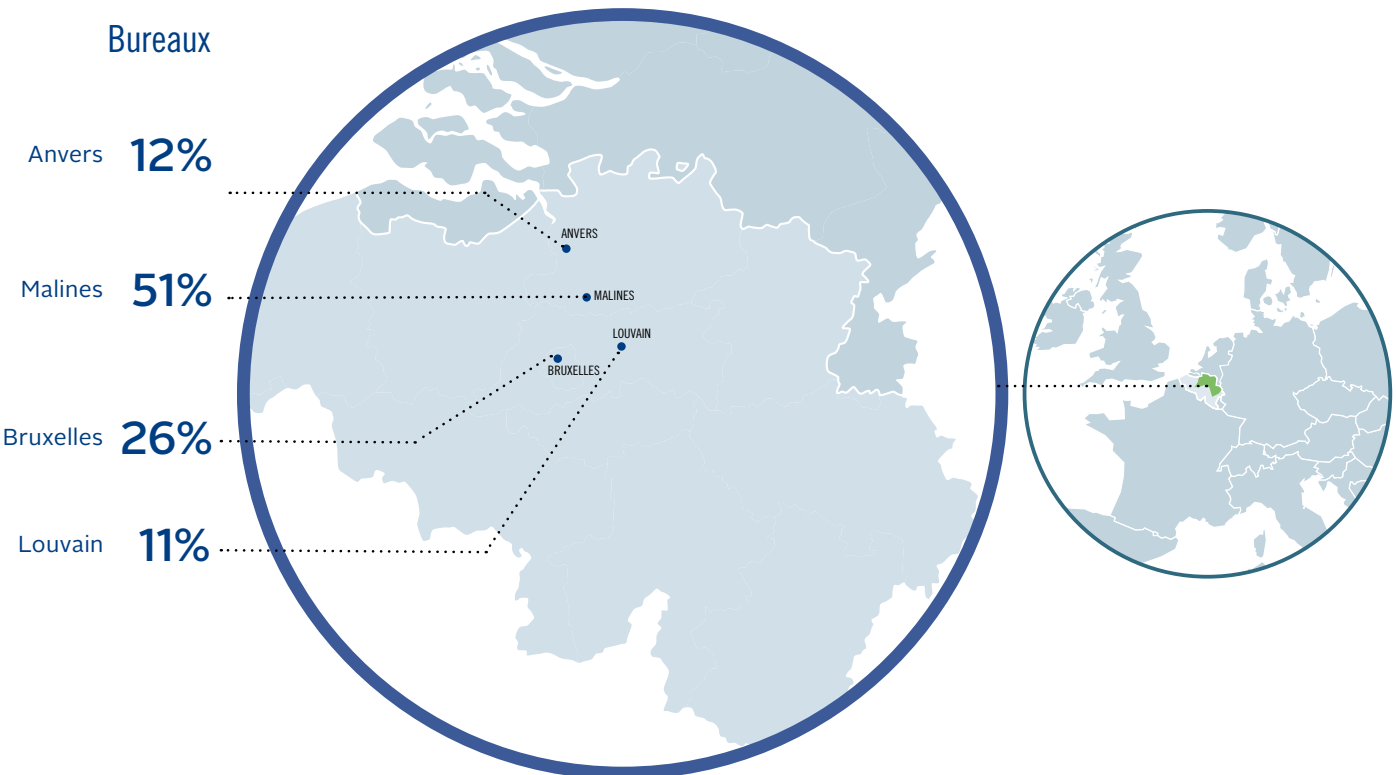 Bureaux
Anvers 12%
Malines 51%
Bruxelles 26%
Louvain 11%
ANVERS
MALINES
LOUVAIN
BRUXELLES